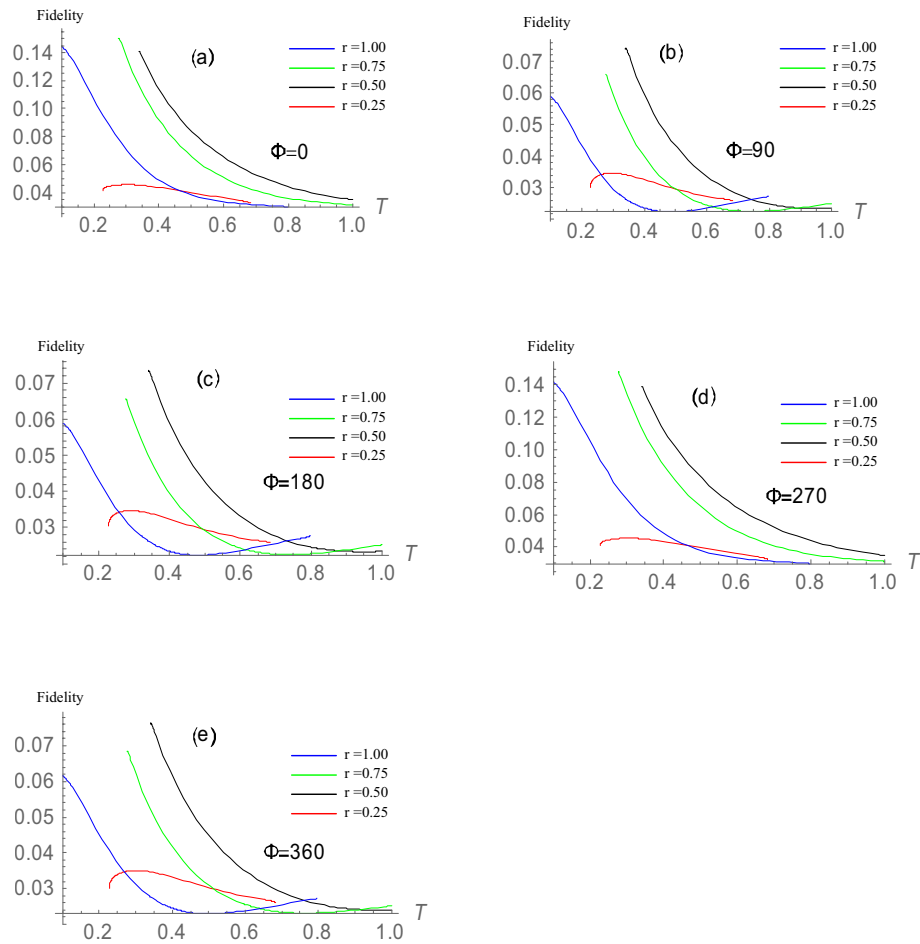 Fidelity
(a)
r =1.00
r =0.75
r =0.50
r =0.25
Φ=0
0.14
0.12
0.10
0.08
0.06
0.04
0.2 0.4 0.6 0.8 1.0 T
Fidelity
(b)
r =1.00
r =0.75
r =0.50
r =0.25
Φ=90
0.07
0.06
0.05
0.04
0.03
0.2 0.4 0.6 0.8 1.0 T
Fidelity
(c)
r =1.00
r =0.75
r =0.50
r =0.25
Φ=180
0.07
0.06
0.05
0.04
0.03
0.2 0.4 0.6 0.8 1.0 T
Fidelity
(d)
r =1.00
r =0.75
r =0.50
r =0.25
Φ=270
0.14
0.12
0.10
0.08
0.06
0.04
0.2 0.4 0.6 0.8 1.0 T
Fidelity
(e)
r =1.00
r =0.75
r =0.50
r =0.25
Φ=360
0.07
0.06
0.05
0.04
0.03
0.2 0.4 0.6 0.8 1.0 T